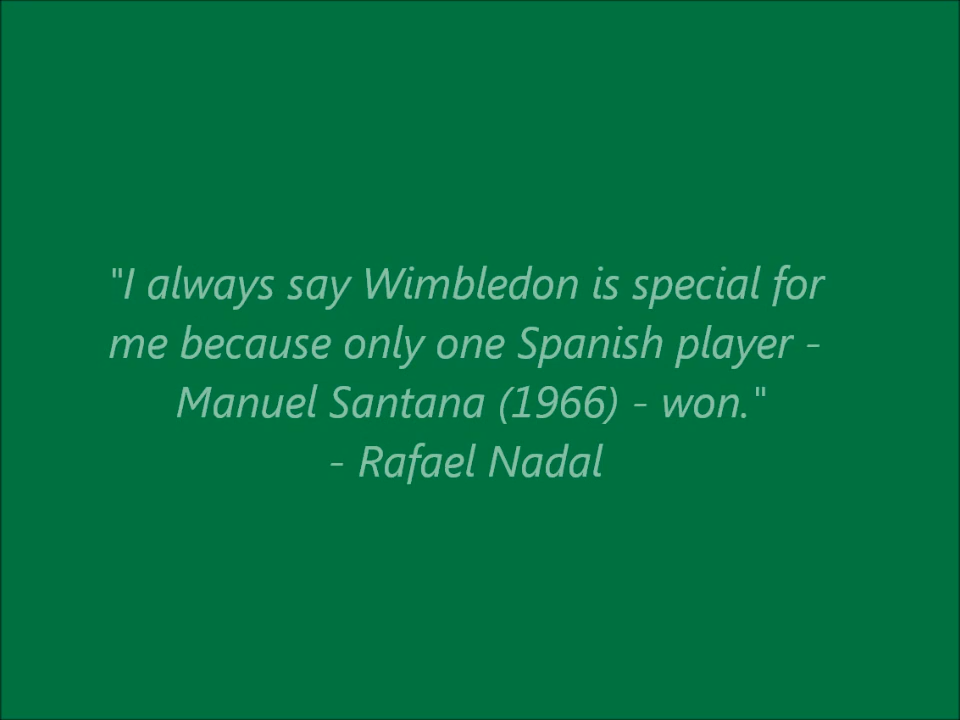 "I always say Wimbledon is special for
me because only one Spanish player -
Manuel Santana (1966) - won."
- Rafael Nadal